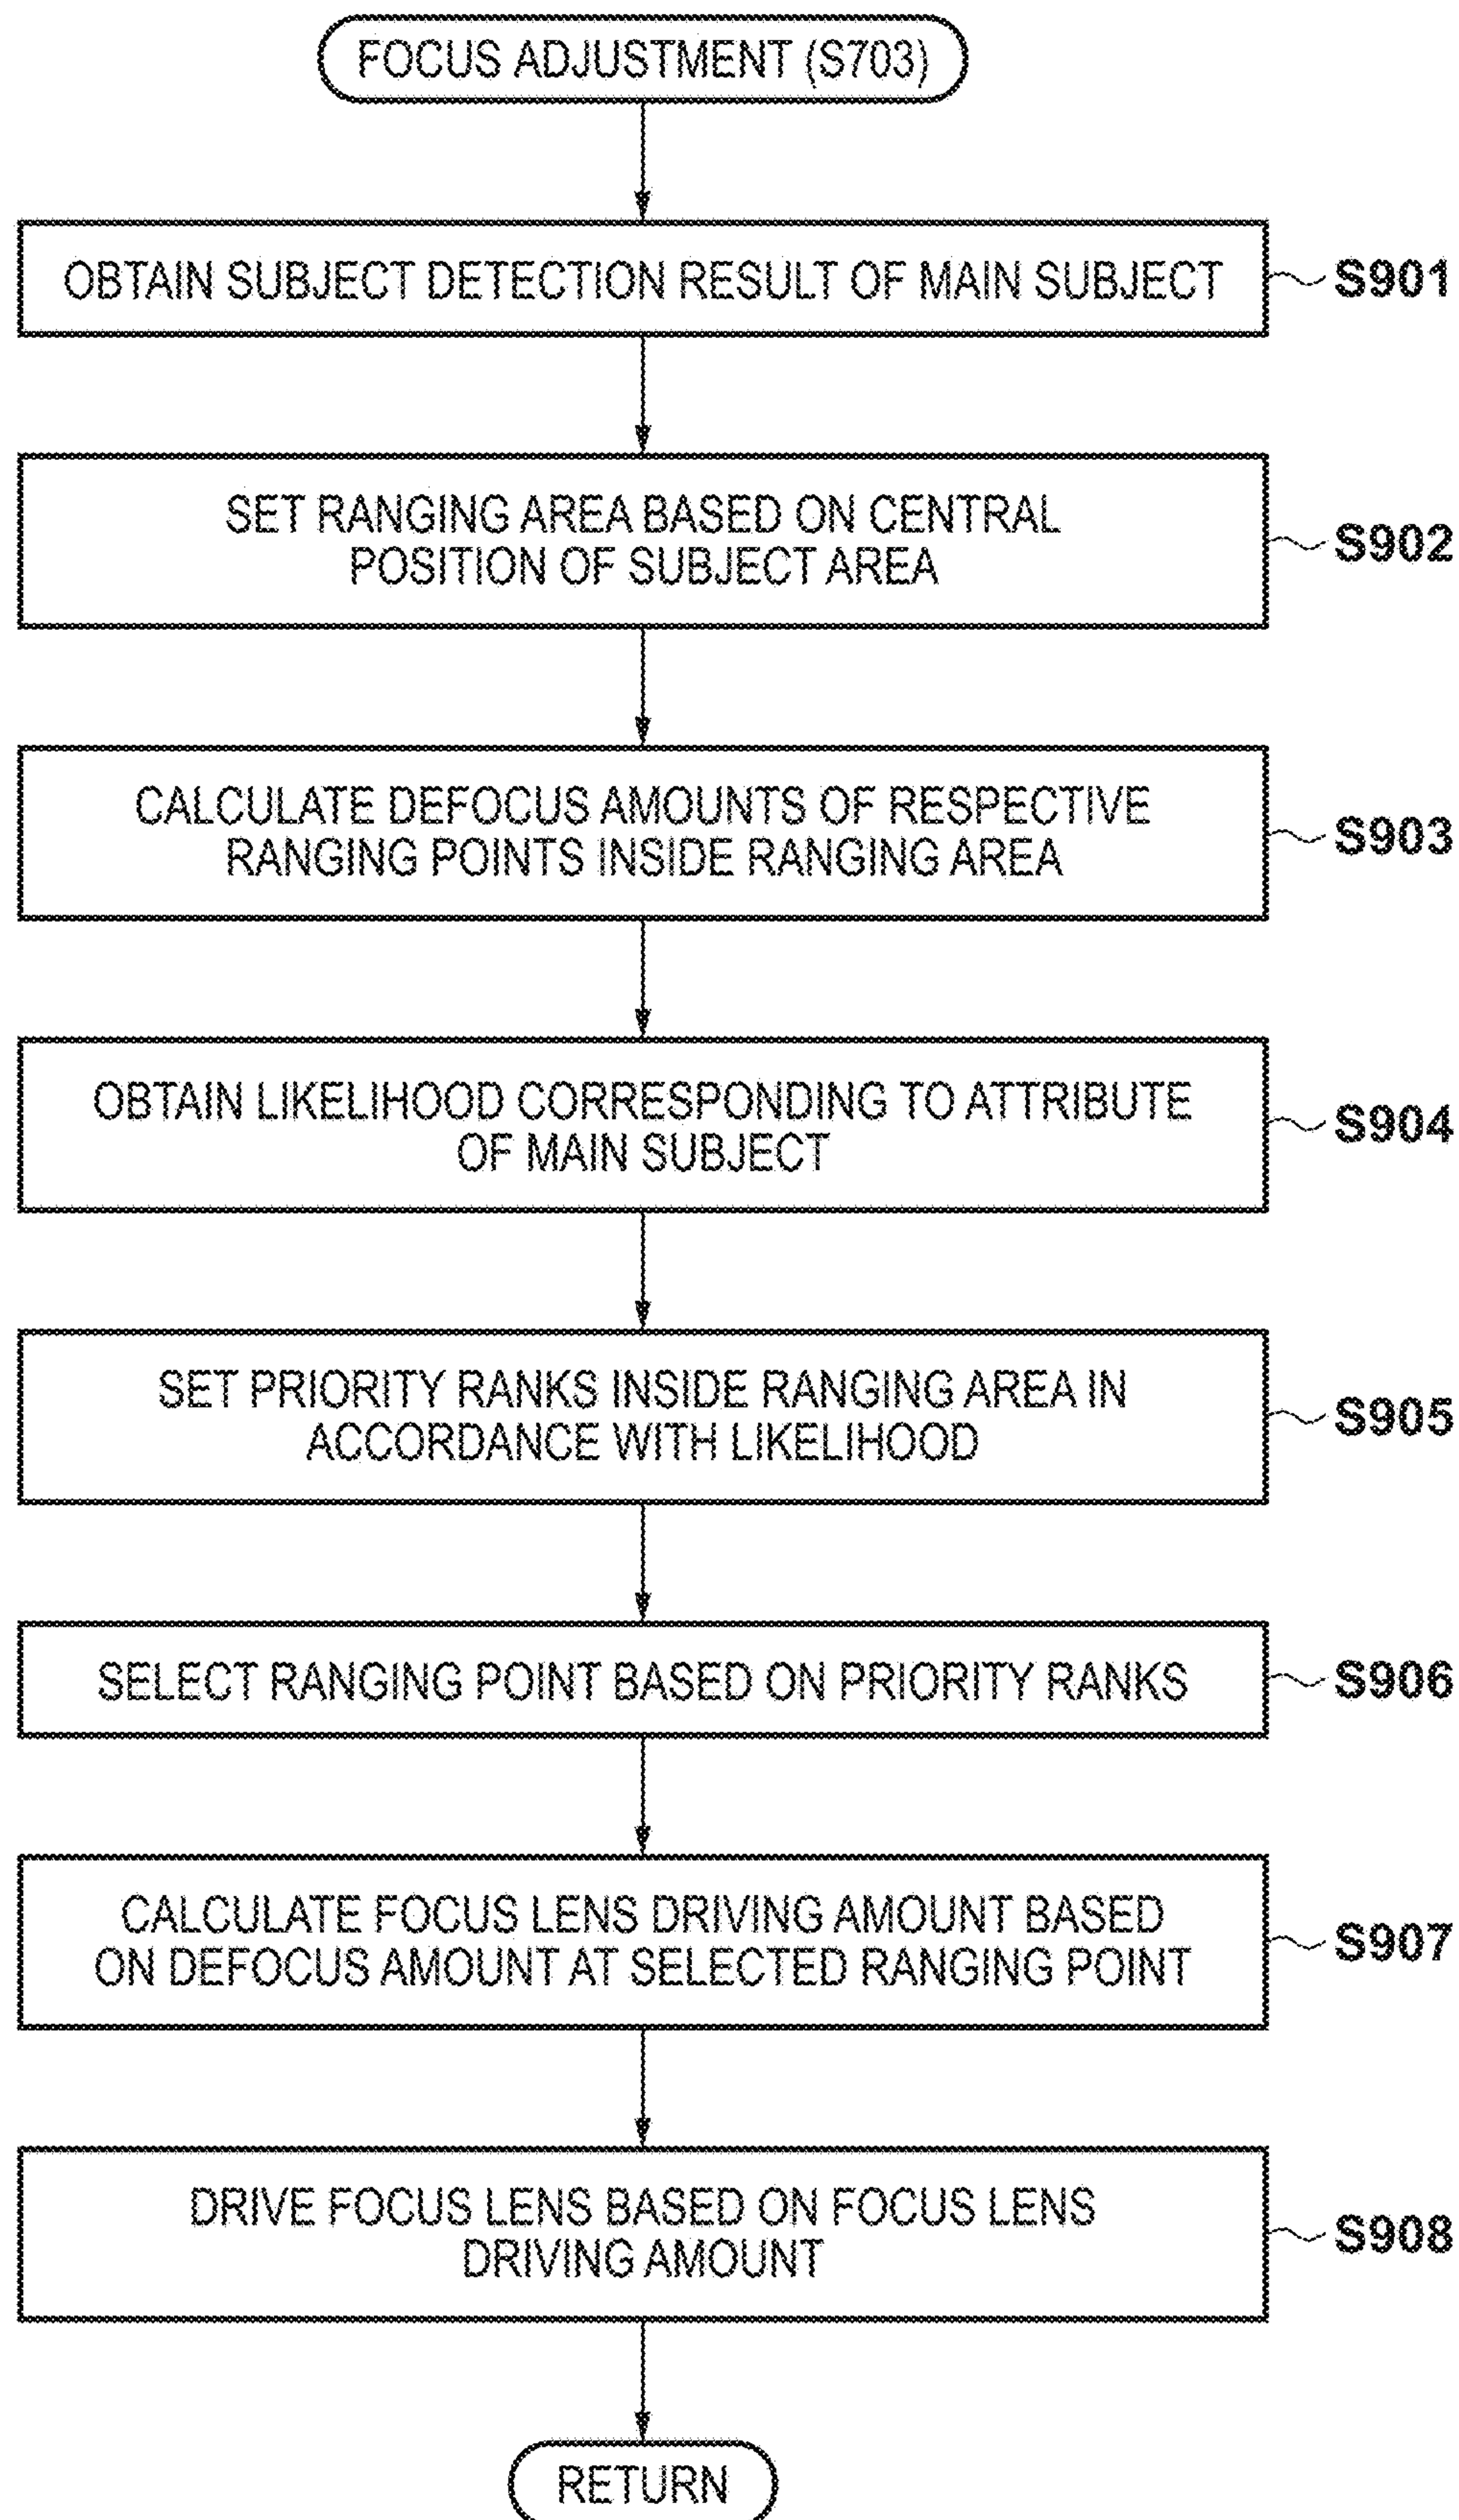 FOCUS ADJUSTMENT (S703)
OBTAIN SUBJECT DETECTION RESULT OF MAIN SUBJECT
S901
SET RANGING AREA BASED ON CENTRAL
POSITION OF SUBJECT AREA
S902
CALCULATE DEFOCUS AMOUNTS OF RESPECTIVE
RANGING POINTS INSIDE RANGING AREA
S903
OBTAIN LIKELIHOOD CORRESPONDING TO ATTRIBUTE
OF MAIN SUBJECT
S904
SET PRIORITY RANKS INSIDE RANGING AREA IN
ACCORDANCE WITH LIKELIHOOD
S905
SELECT RANGING POINT BASED ON PRIORITY RANKS
S906
CALCULATE FOCUS LENS DRIVING AMOUNT BASED
ON DEFOCUS AMOUNT AT SELECTED RANGING POINT
S907
DRIVE FOCUS LENS BASED ON FOCUS LENS
DRIVING AMOUNT
S908
RETURN